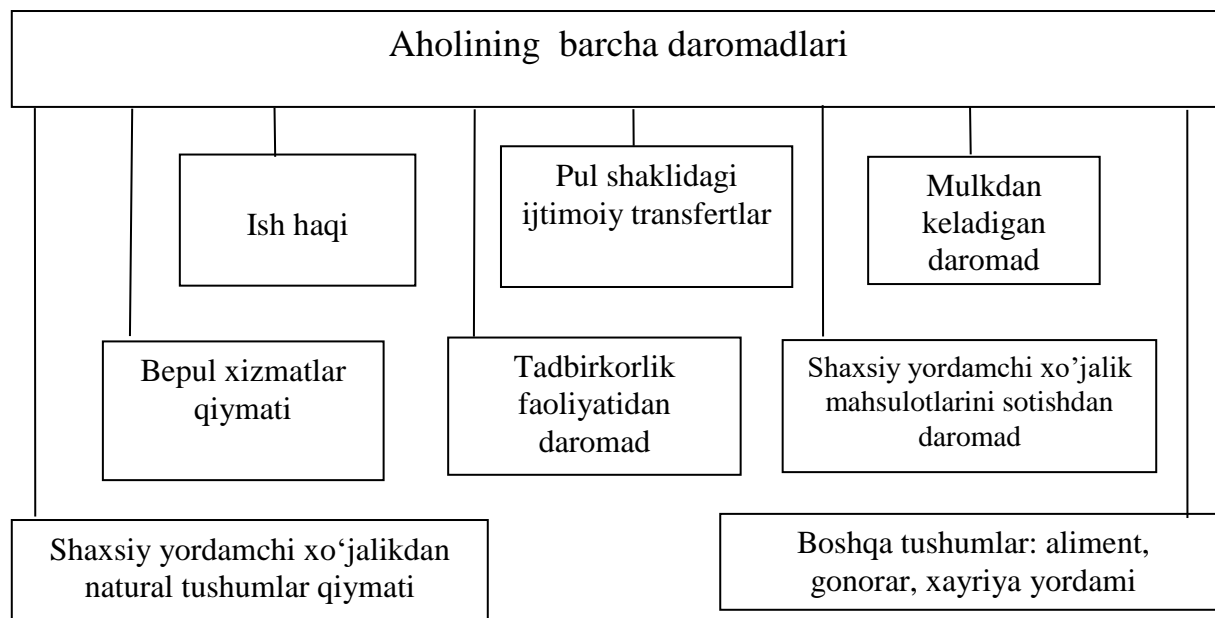 Aholining barcha daromadlari
Ish haqi
Pul shaklidagi
ijtimoiy transfertlar
Mulkdan
keladigan
daromad
Bepul xizmatlar
qiymati
Tadbirkorlik
faoliyatidan
daromad
Shaxsiy yordamchi xo’jalik
mahsulotlarini sotishdan
daromad
Shaxsiy yordamchi xo‘jalikdan
natural tushumlar qiymati
Boshqa tushumlar: aliment,
gonorar, xayriya yordami